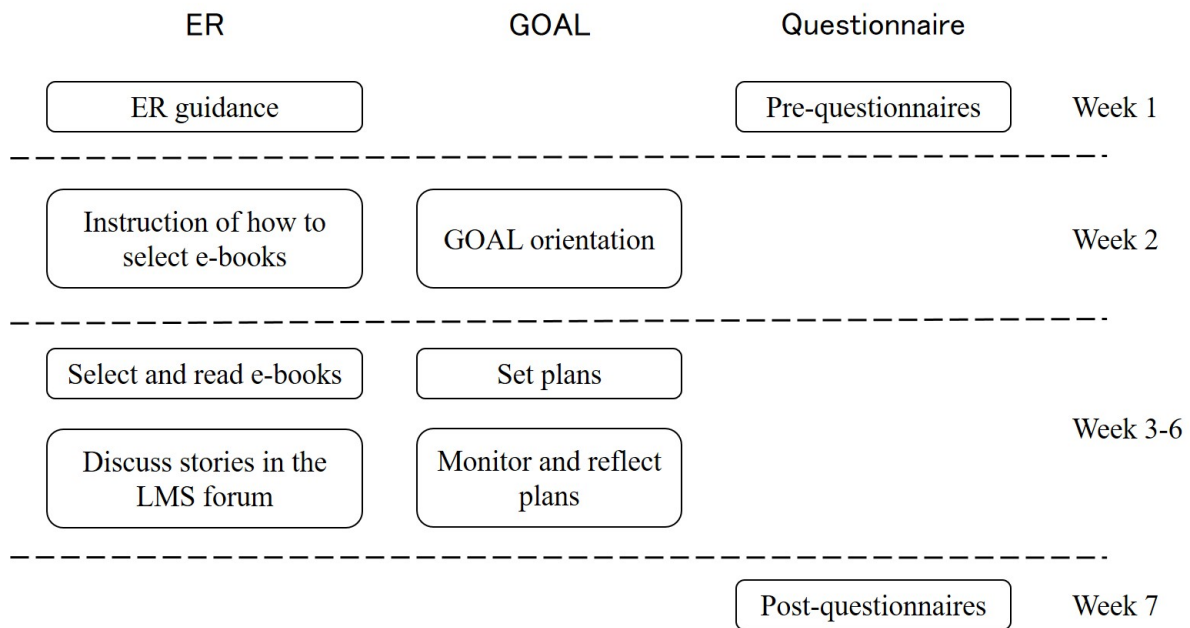 ER GOAL Questionnaire
ER guidance Pre-questionnaires Week 1
Instruction of how to
select e-books
GOAL orientation
Week 2
Select and read e-books Set plans
Discuss stories in the
LMS forum
Monitor and reflect
plans
Week 3-6
Post-questionnaires Week 7